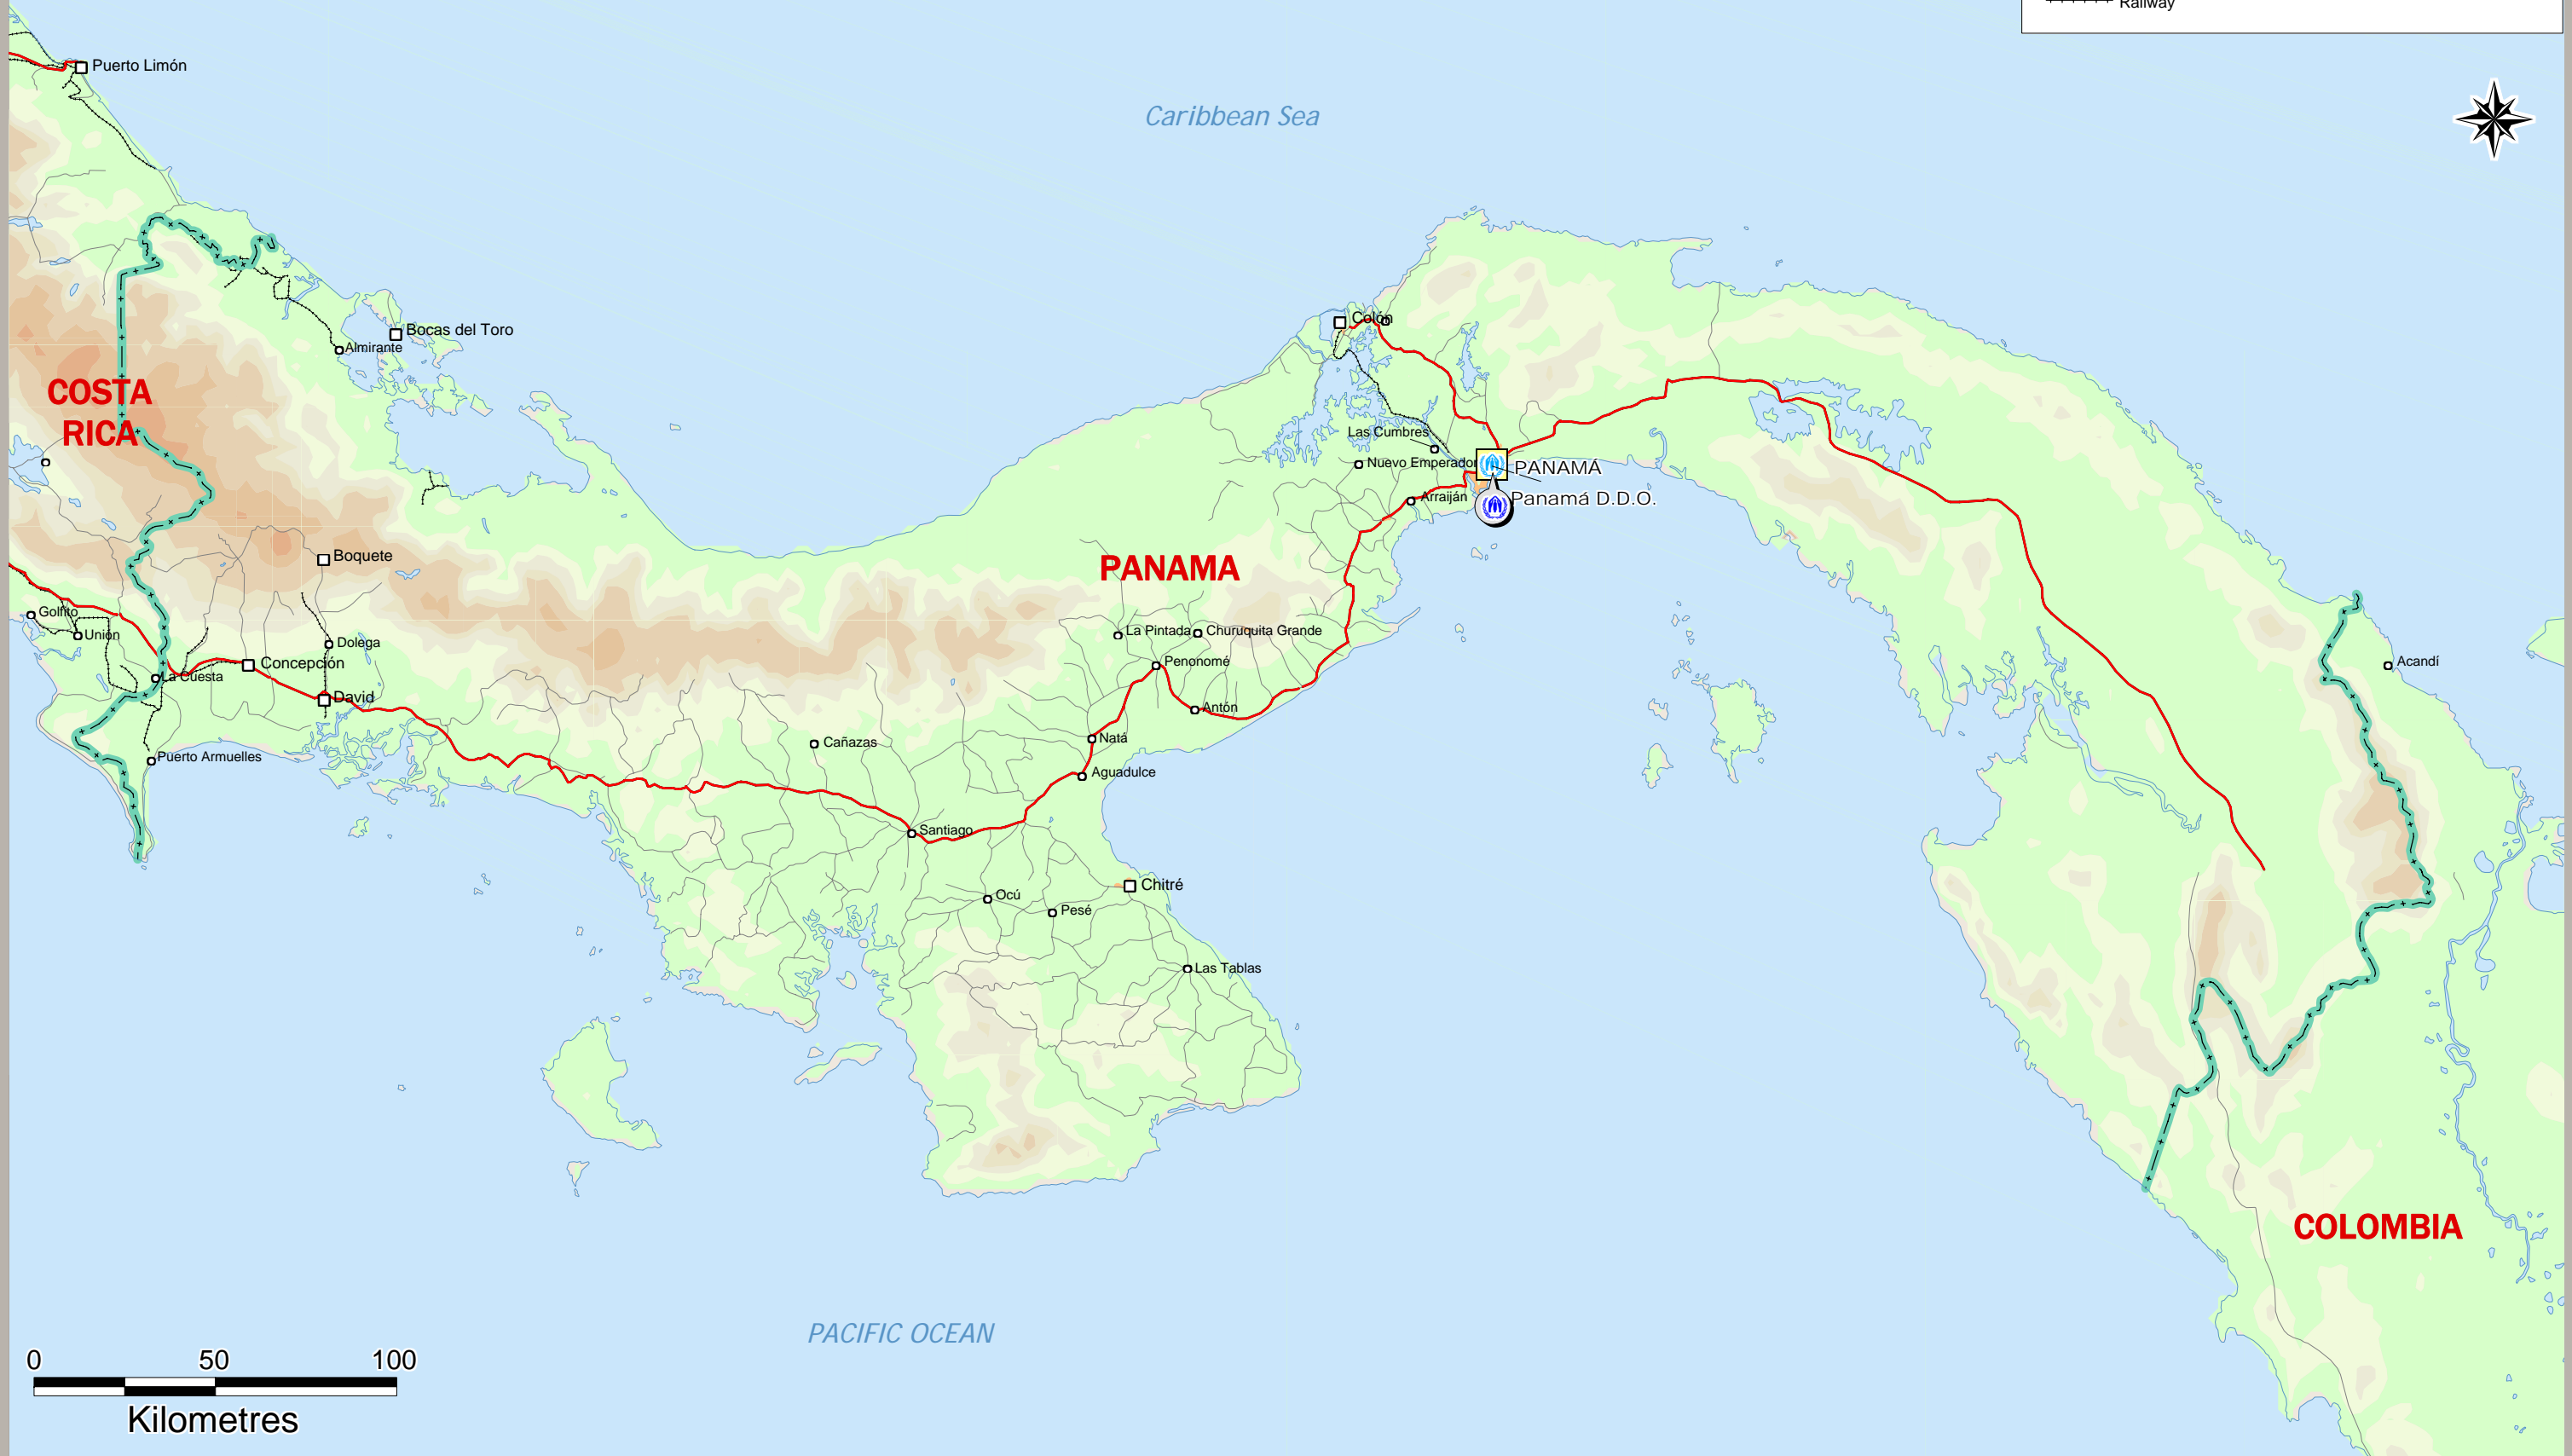 Railway
Puerto Limón
Caribbean Sea
Colón
Bocas del Toro
Almirante
COSTA
RICA
Las Cumbres
Nuevo Emperador
PANAMÁ
Arraiján
Panamá D.D.O.
Boquete
PANAMA
Golfito
Unión
La Pintada
Churuquita Grande
Dolega
Concepción
Penonomé
Acandí
La Cuesta
David
Antón
Natá
Cañazas
Puerto Armuelles
Aguadulce
Santiago
Chitré
Ocú
Pesé
Las Tablas
COLOMBIA
PACIFIC OCEAN
0 50 100
Kilometres